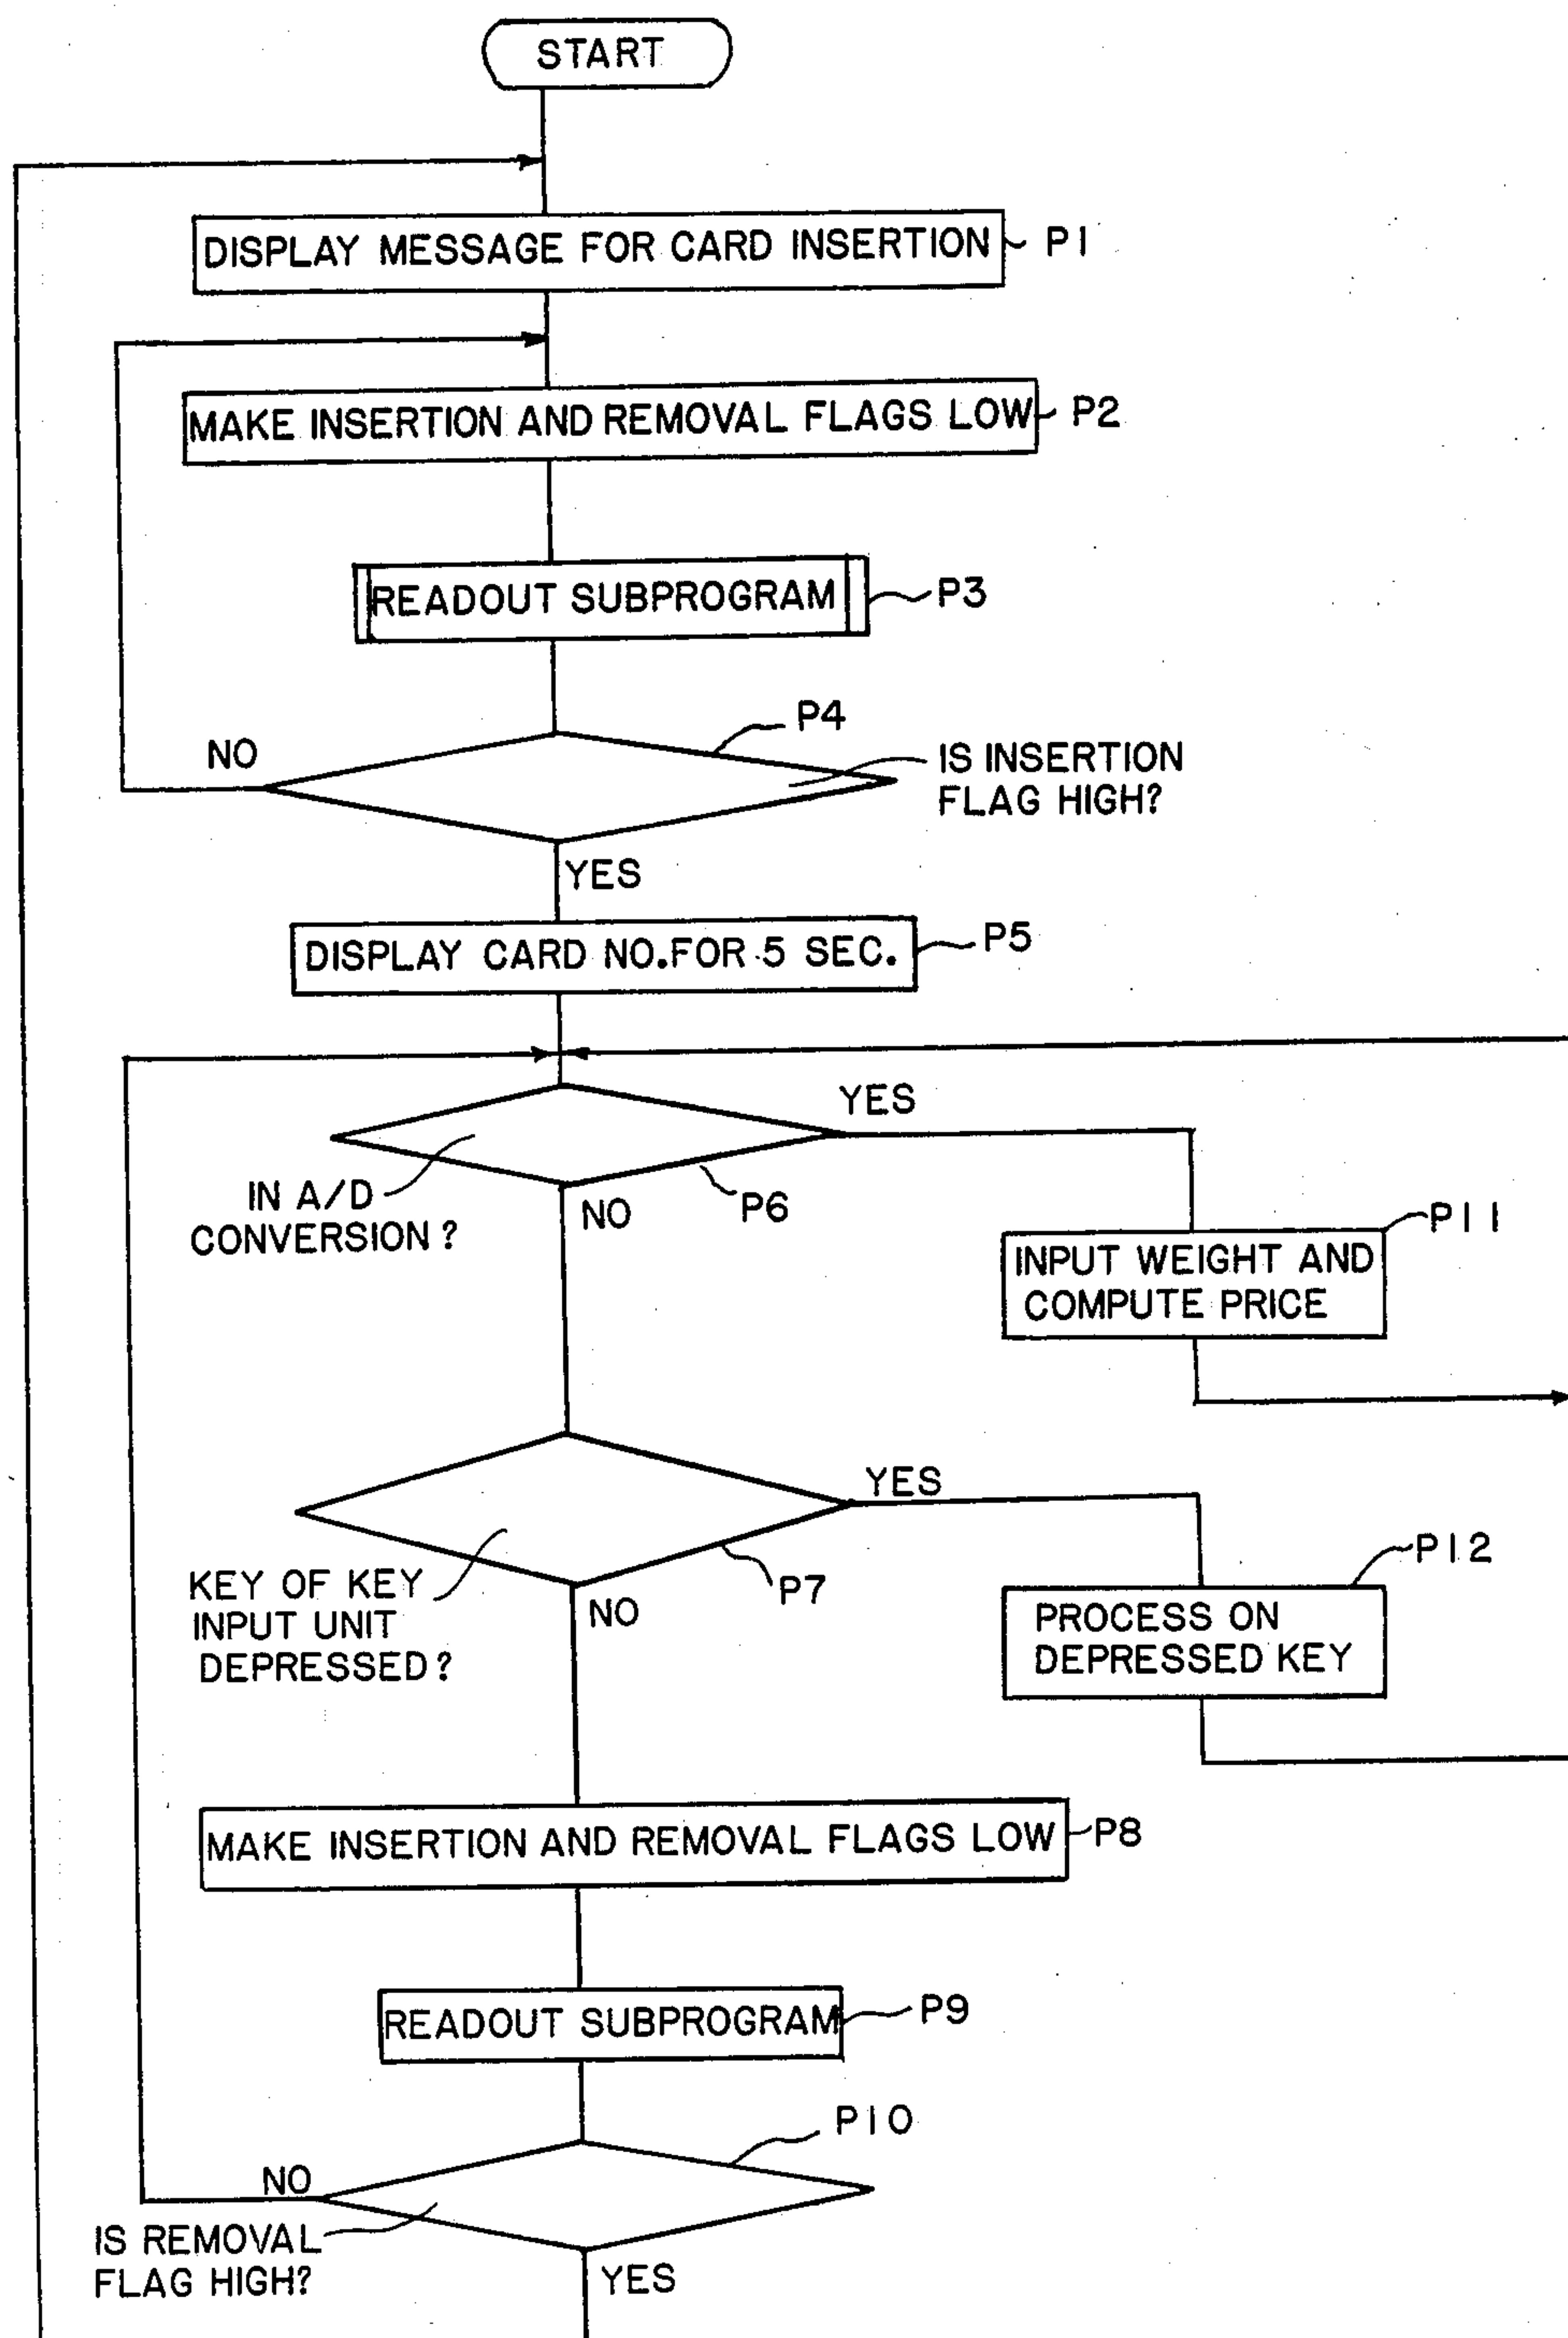 START
DISPLAY MESSAGE FOR CARD INSERTION
P1
MAKE INSERTION AND REMOVAL FLAGS LOW
P2
READOUT SUBPROGRAM
P3
P4
NO
IS INSERTION
FLAG HIGH?
YES
DISPLAY CARD NO. FOR 5 SEC.
P5
YES
IN A/D
CONVERSION?
P6
NO
P11
INPUT WEIGHT AND
COMPUTE PRICE
YES
KEY OF KEY
INPUT UNIT
DEPRESSED?
P7
NO
P12
PROCESS ON
DEPRESSED KEY
MAKE INSERTION AND REMOVAL FLAGS LOW
P8
READOUT SUBPROGRAM
P9
P10
NO
IS REMOVAL
FLAG HIGH?
YES